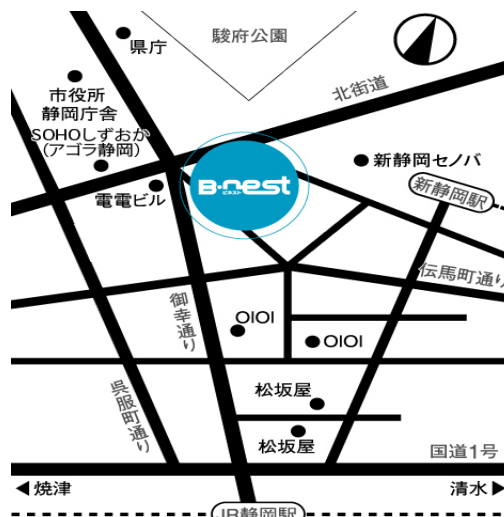 駿府公園
県庁
北街道
市役所
静岡庁舎
SOHOしずおか
(アゴラ静岡)
電電ビル
B・nest
ビネスト
新静岡セノバ
新静岡駅
伝馬町通り
御幸通り
OIOI
OIOI
呉服町通り
松坂屋
松坂屋
国道1号
◀焼津
清水▶
JR静岡駅